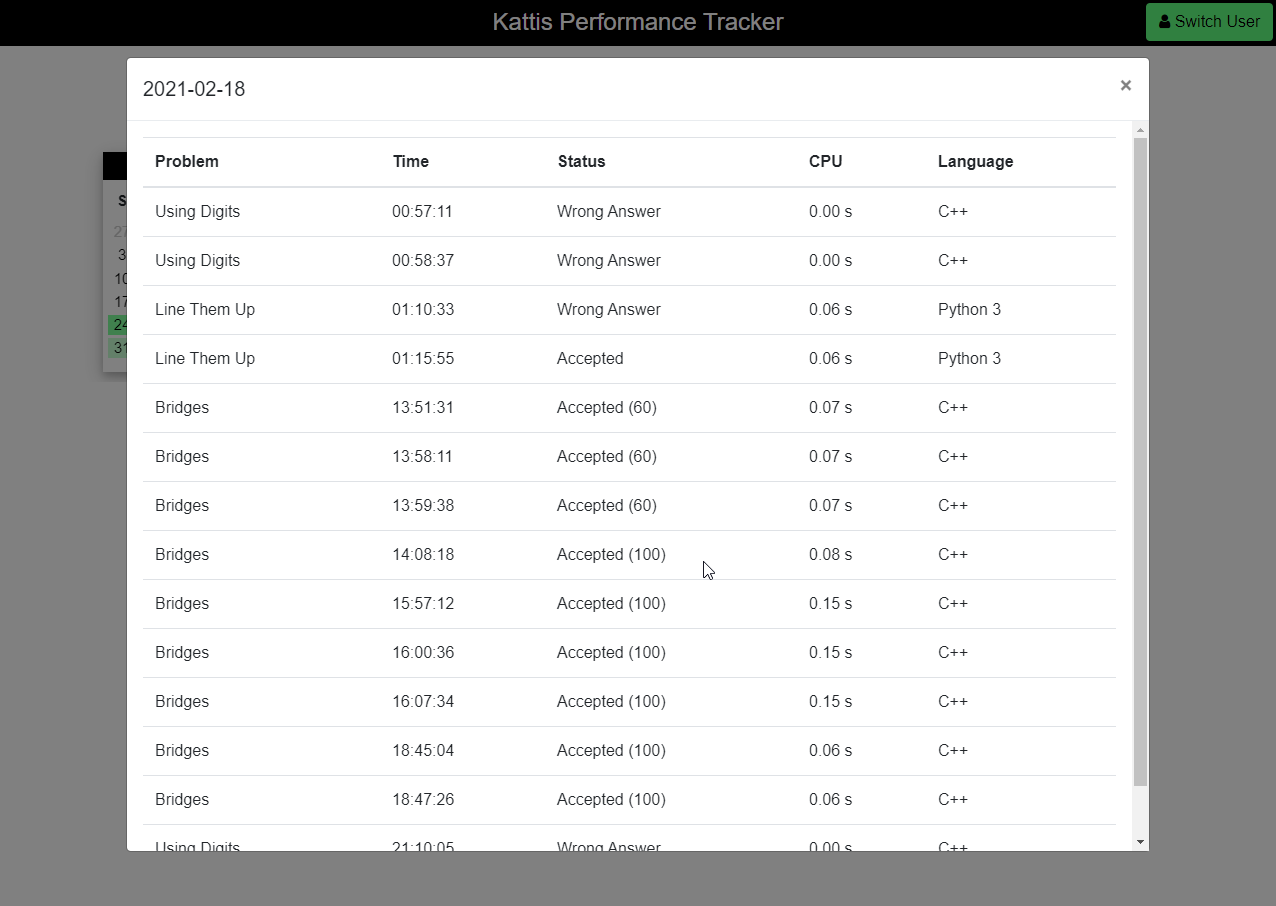 Kattis Performance Tracker
Switch User
2021-02-18
×
Problem Time Status CPU Language
S
27
3
10
17
24
31
Using Digits 00:57:11 Wrong Answer 0.00 s C++
Using Digits 00:58:37 Wrong Answer 0.00 s C++
Line Them Up 01:10:33 Wrong Answer 0.06 s Python 3
Line Them Up 01:15:55 Accepted 0.06 s Python 3
Bridges 13:51:31 Accepted (60) 0.07 s C++
Bridges 13:58:11 Accepted (60) 0.07 s C++
Bridges 13:59:38 Accepted (60) 0.07 s C++
Bridges 14:08:18 Accepted (100) 0.08 s C++
Bridges 15:57:12 Accepted (100) 0.15 s C++
Bridges 16:00:36 Accepted (100) 0.15 s C++
Bridges 16:07:34 Accepted (100) 0.15 s C++
Bridges 18:45:04 Accepted (100) 0.06 s C++
Bridges 18:47:26 Accepted (100) 0.06 s C++
Using Digits 21:10:05 Wrong Answer 0.00 s C++